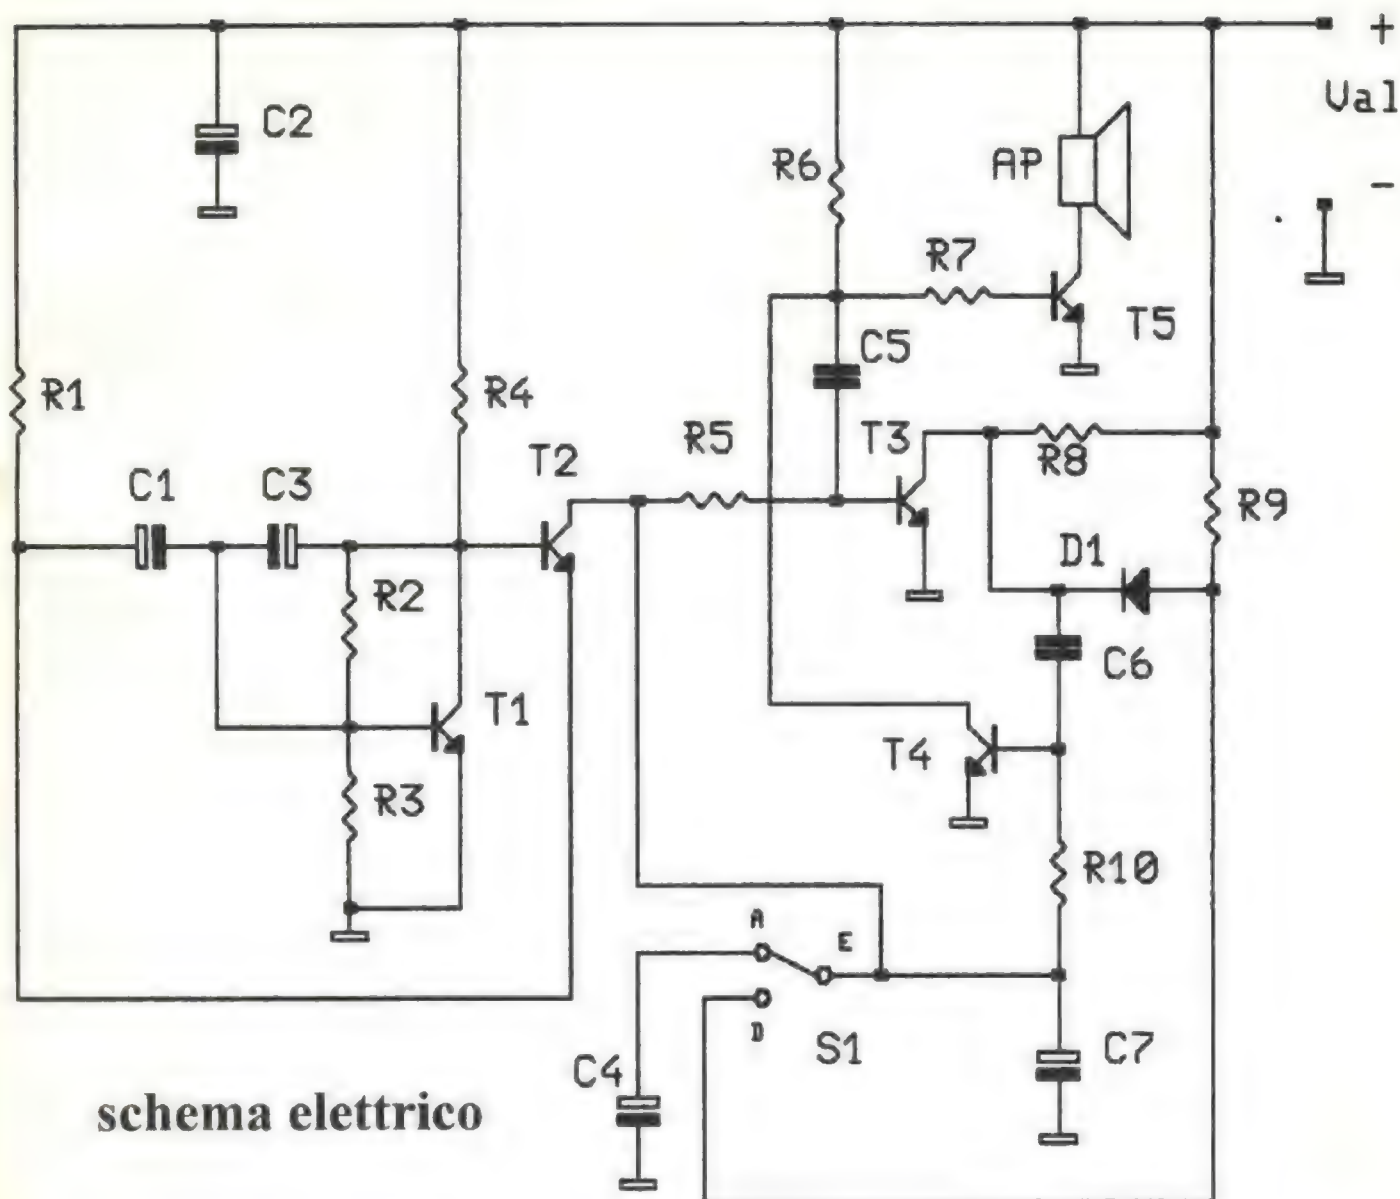 +
C2
Val
AP
R6
-
R7
T5
C5
R1
R4
R5
T3
T2
R8
C1
C3
R9
D1
R2
C6
T1
T4
R3
R10
A
E
D
S1
C7
C4
schema elettrico